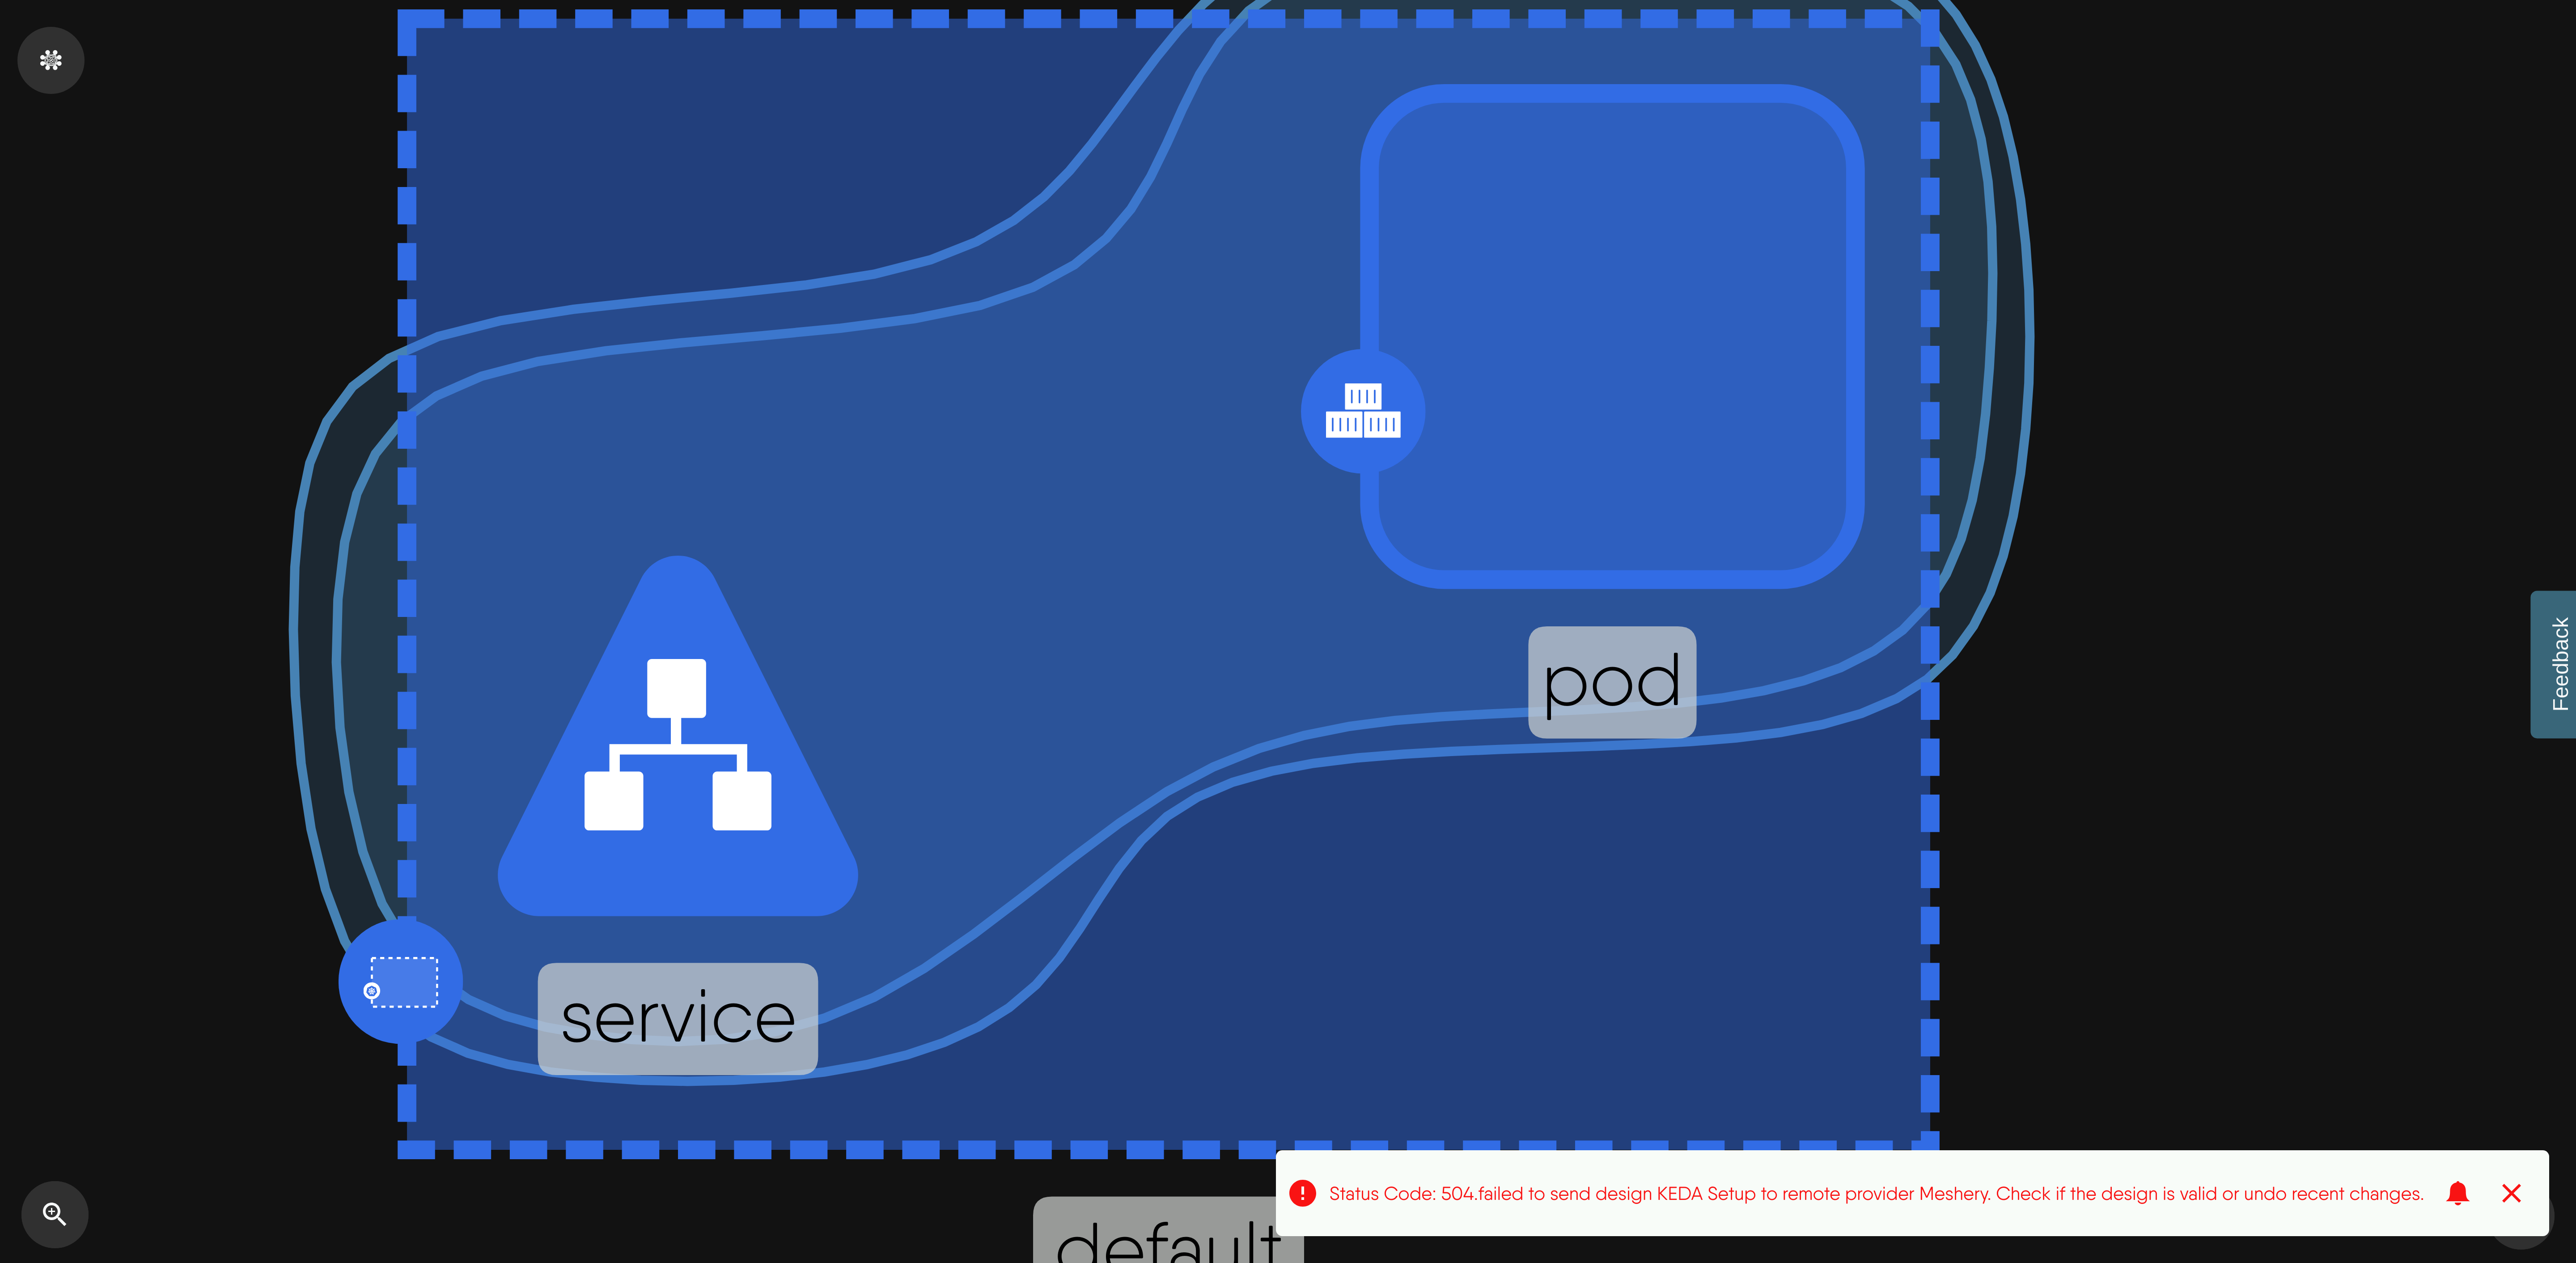 pod
Feedback
service
Status Code: 504.failed to send design KEDA Setup to remote provider Meshery. Check if the design is valid or undo recent changes.
default